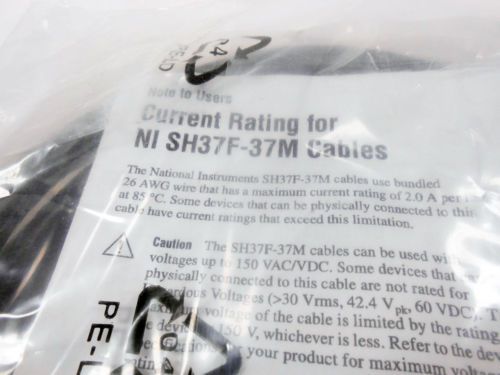 04
PE-LD
Note to Users
Current Rating for
NI SH37F-37M Cables
The National Instruments SH37F-37M cables use bundled
26 AWG wire that has a maximum current rating of 2.0 A per
at 85 °C. Some devices that can be physically connected to this
cable have current ratings that exceed this limitation.
Caution The SH37F-37M cables can be used with
voltages up to 150 VAC/VDC. Some devices that
physically connected to this cable are not rated for
Voltages (>30 Vrms, 42.4 Vpk, 60 VDC).
voltage of the cable is limited by the rating
150 V, whichever is less. Refer to the
your product for maximum
04
PE-L